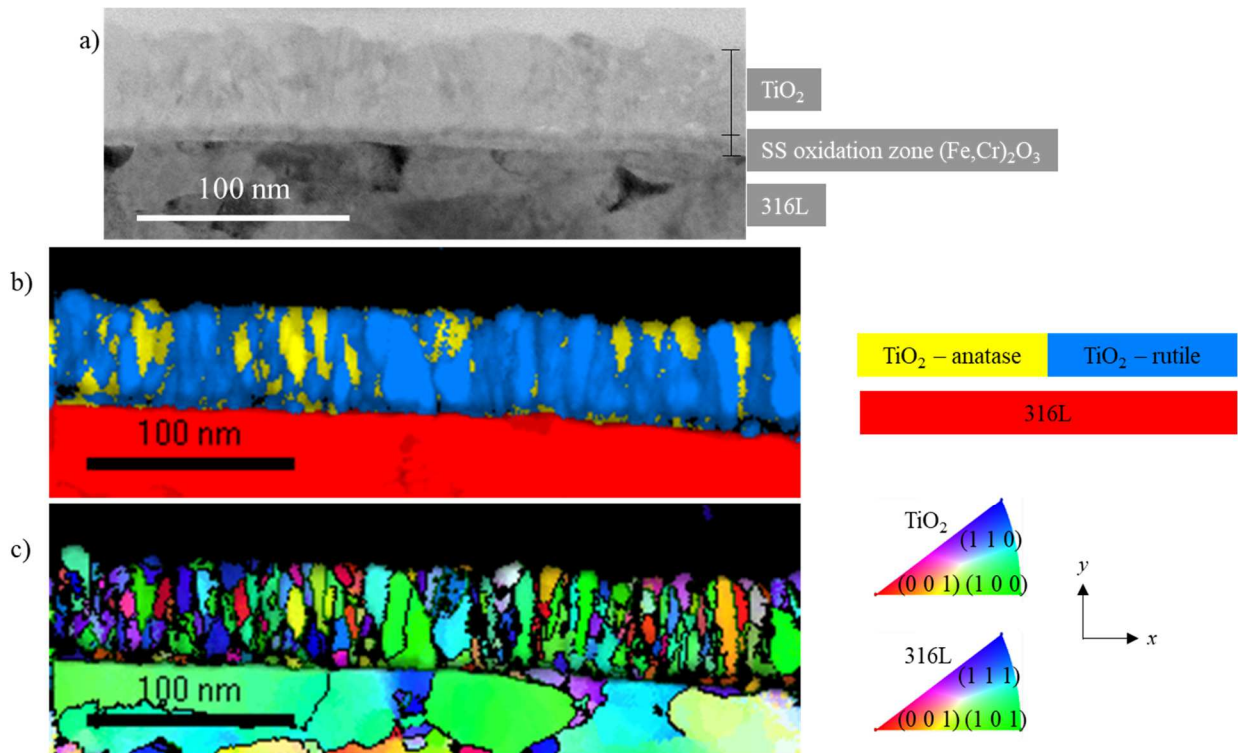 a)
TiO₂
SS oxidation zone (Fe,Cr)₂O₃
316L
100 nm
b)
TiO₂ – anatase TiO₂ – rutile
316L
100 nm
c)
TiO₂
(1 1 0)
(0 0 1) (1 0 0)
y
x
316L
(1 1 1)
(0 0 1) (1 0 1)
100 nm